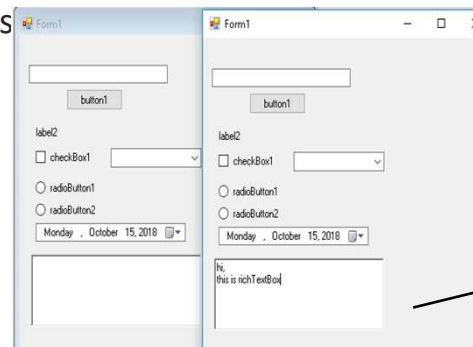 s
Form1
button1
label2
checkBox1
radioButton1
radioButton2
Monday , October 15, 2018
Form1
button1
label2
checkBox1
radioButton1
radioButton2
Monday , October 15, 2018
hi,
this is richTextBox